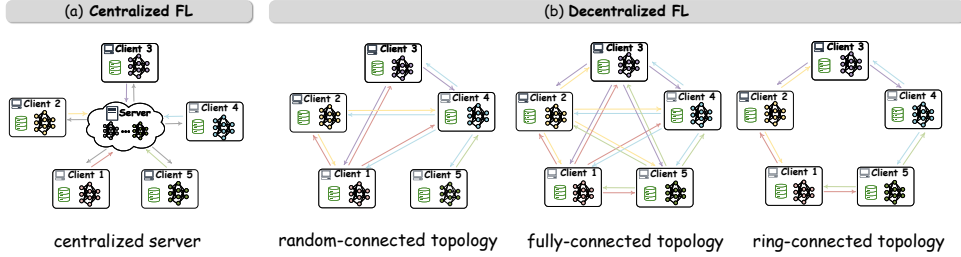 (a) Centralized FL
(b) Decentralized FL
Client 3
Client 2
Server
Client 4
Client 1
Client 5
centralized server
Client 3
Client 2
Client 4
Client 1
Client 5
random-connected topology
Client 3
Client 2
Client 4
Client 1
Client 5
fully-connected topology
Client 3
Client 2
Client 4
Client 1
Client 5
ring-connected topology